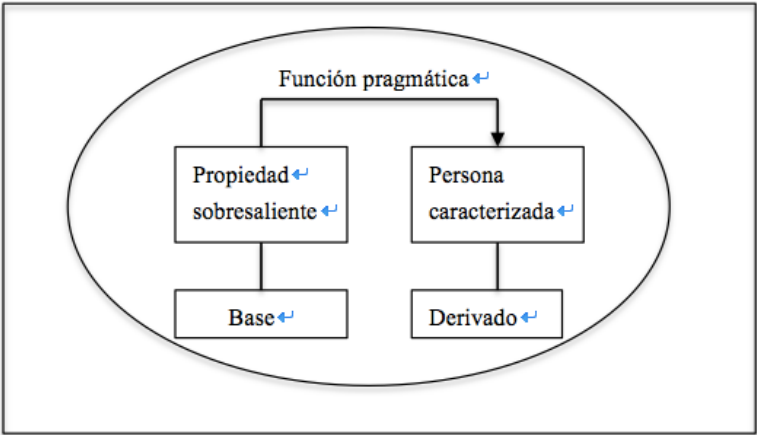 Función pragmática
Propiedad
sobresaliente
Persona
caracterizada
Base
Derivado